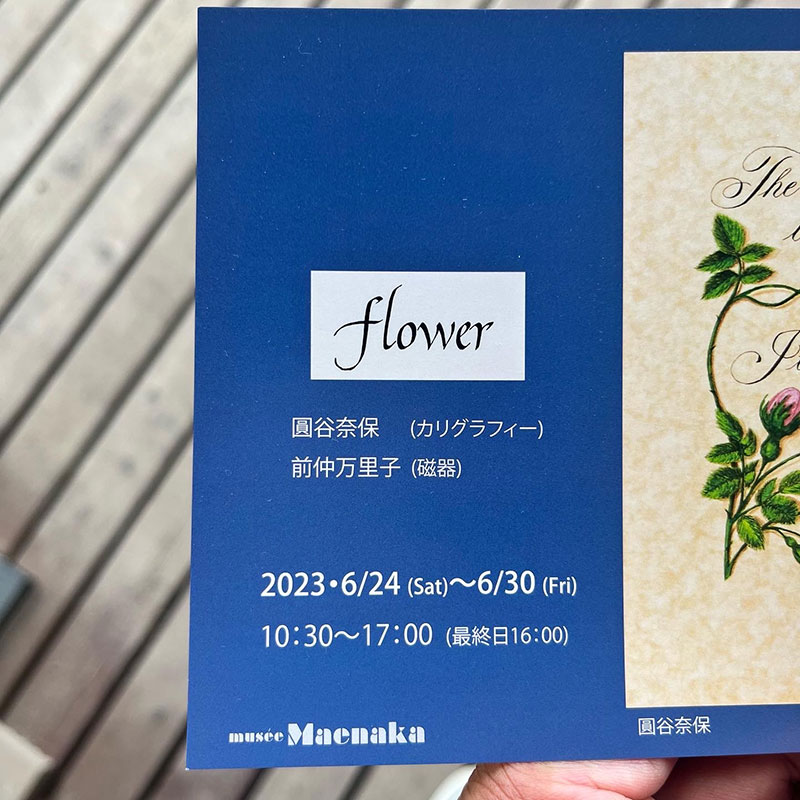 flower
圓谷奈保 (カリグラフィー)
前仲万里子 (磁器)
2023・6/24 (Sat)〜6/30 (Fri)
10:30〜17:00 (最終日16:00)
musée Maenaka
The
圓谷奈保